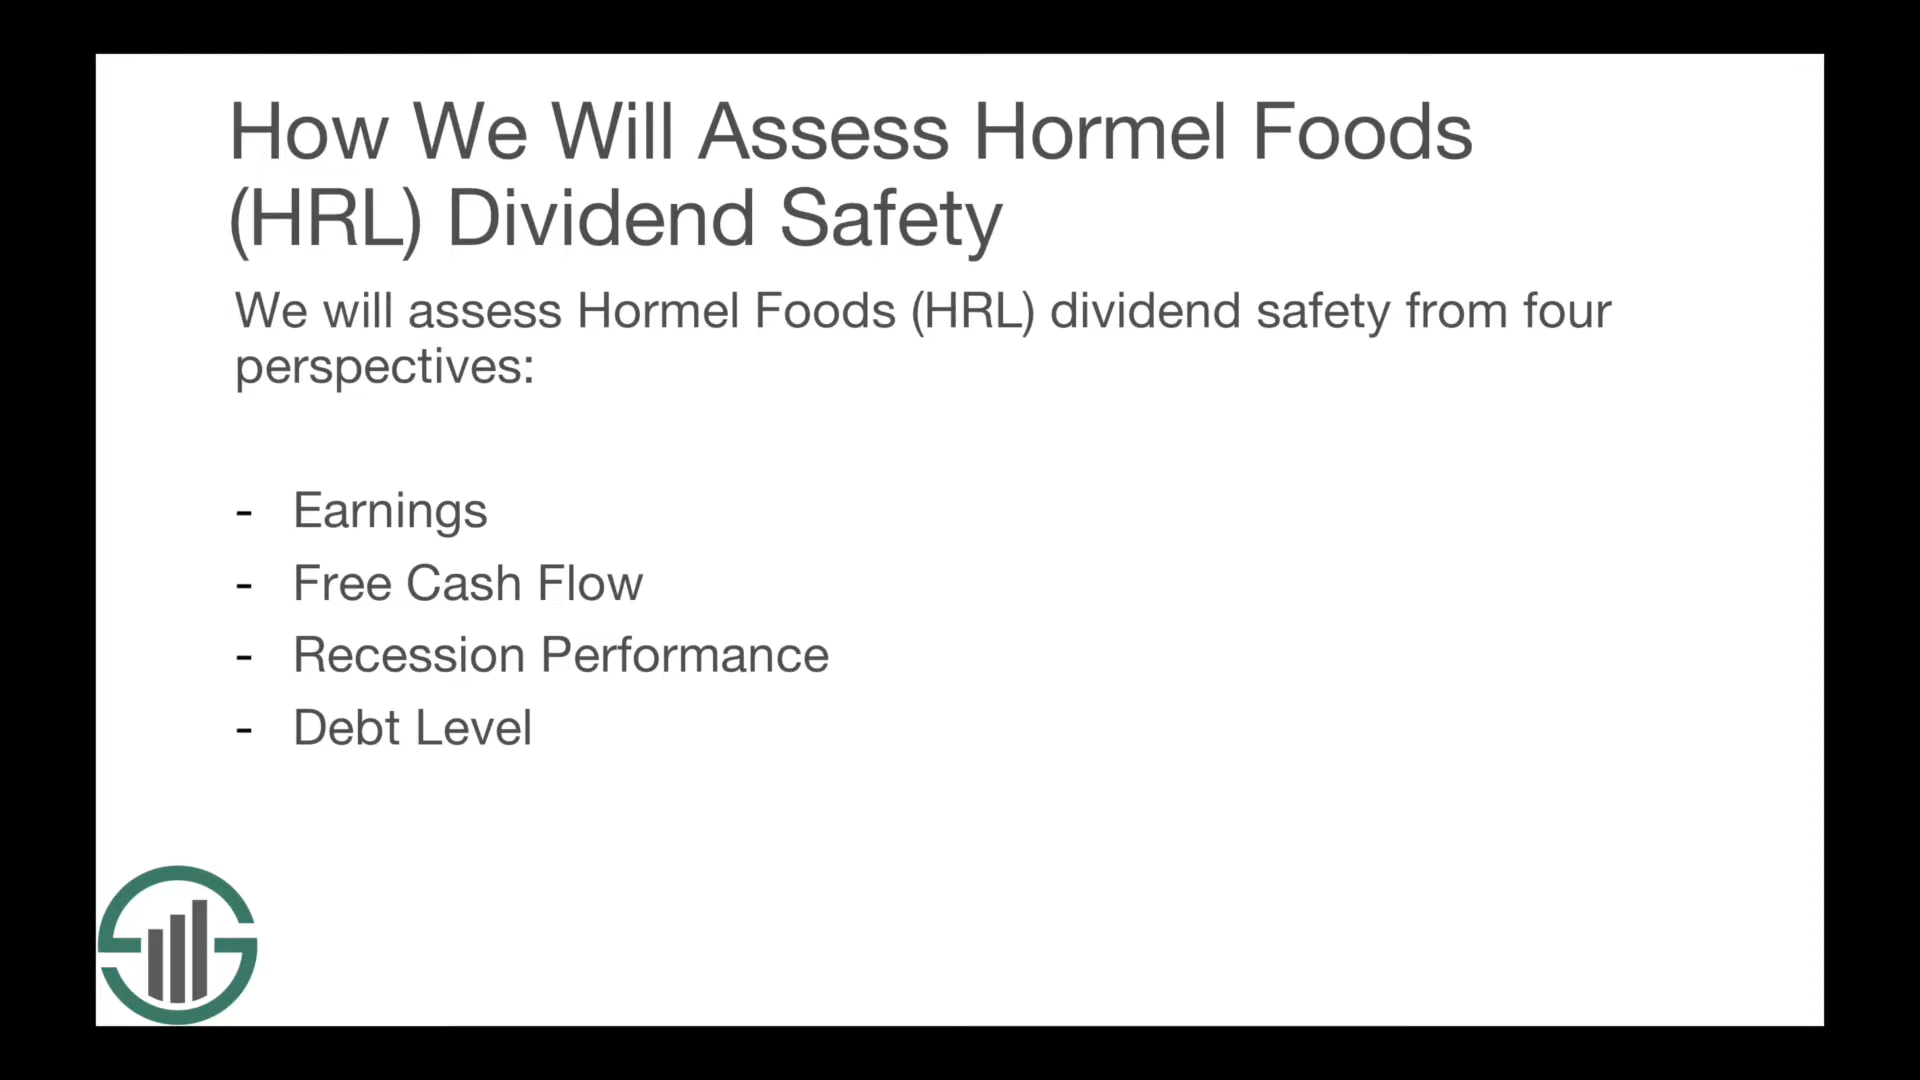 How We Will Assess Hormel Foods
(HRL) Dividend Safety
We will assess Hormel Foods (HRL) dividend safety from four
perspectives:
- Earnings
- Free Cash Flow
- Recession Performance
- Debt Level